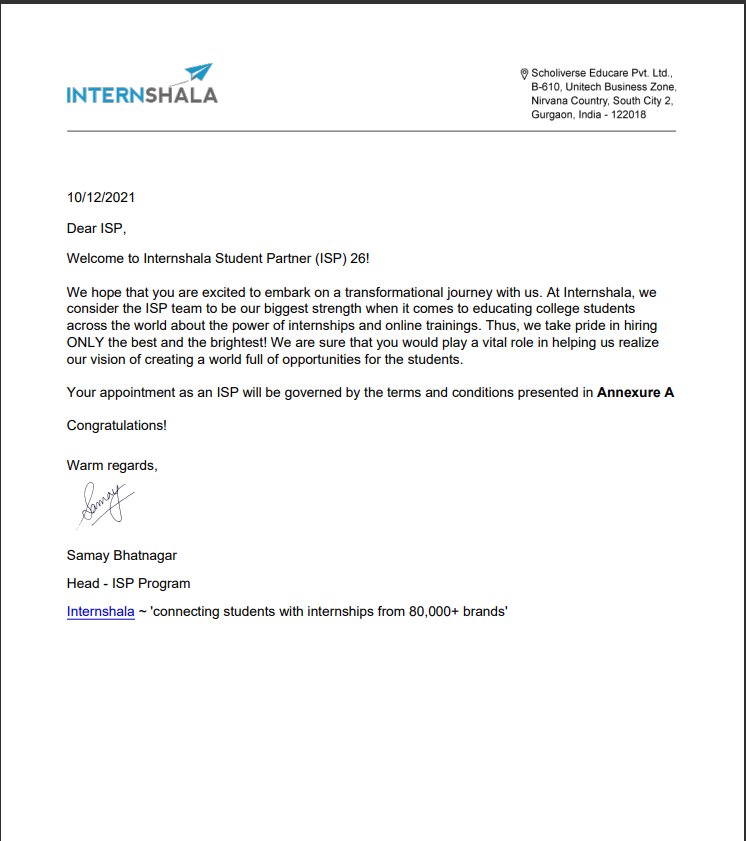 INTERNSHALA
Scholiverse Educare Pvt. Ltd.,
B-610, Unitech Business Zone,
Nirvana Country, South City 2,
Gurgaon, India - 122018
10/12/2021
Dear ISP,
Welcome to Internshala Student Partner (ISP) 26!
We hope that you are excited to embark on a transformational journey with us. At Internshala, we
consider the ISP team to be our biggest strength when it comes to educating college students
across the world about the power of internships and online trainings. Thus, we take pride in hiring
ONLY the best and the brightest! We are sure that you would play a vital role in helping us realize
our vision of creating a world full of opportunities for the students.
Your appointment as an ISP will be governed by the terms and conditions presented in Annexure A
Congratulations!
Warm regards,
Samay
Samay Bhatnagar
Head - ISP Program
Internshala ~ 'connecting students with internships from 80,000+ brands'